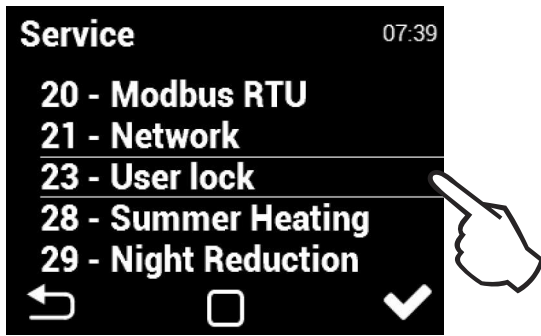 Service 07:39
20 - Modbus RTU
21 - Network
23 - User lock
28 - Summer Heating
29 - Night Reduction